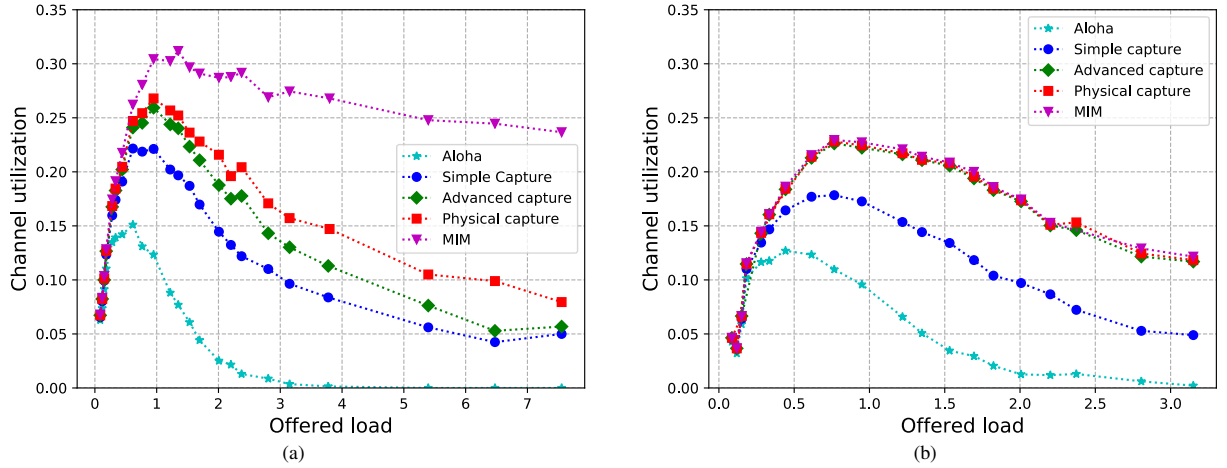 0.35
0.30
0.25
0.20
0.15
0.10
0.05
0.00
Channel utilization
0 1 2 3 4 5 6 7
Offered load
Aloha
Simple Capture
Advanced capture
Physical capture
MIM
(a)
0.35
0.30
0.25
0.20
0.15
0.10
0.05
0.00
Channel utilization
0.0 0.5 1.0 1.5 2.0 2.5 3.0
Offered load
Aloha
Simple capture
Advanced capture
Physical capture
MIM
(b)